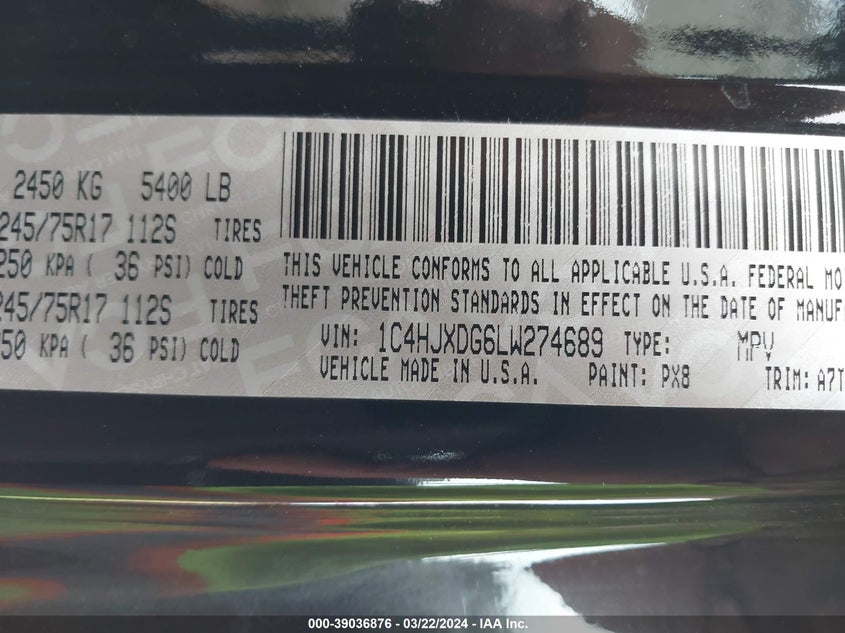 2450 KG 5400 LB
245/75R17 112S TIRES
250 KPA ( 36 PSI) COLD
245/75R17 112S TIRES
250 KPA ( 36 PSI) COLD
THIS VEHICLE CONFORMS TO ALL APPLICABLE U.S.A. FEDERAL MO
THEFT PREVENTION STANDARDS IN EFFECT ON THE DATE OF MANUF
VIN: 1C4HJXDG6LW274689 TYPE: MPV
VEHICLE MADE IN U.S.A. PAINT: PX8 TRIM: A7T
000-39036876 - 03/22/2024 - IAA Inc.